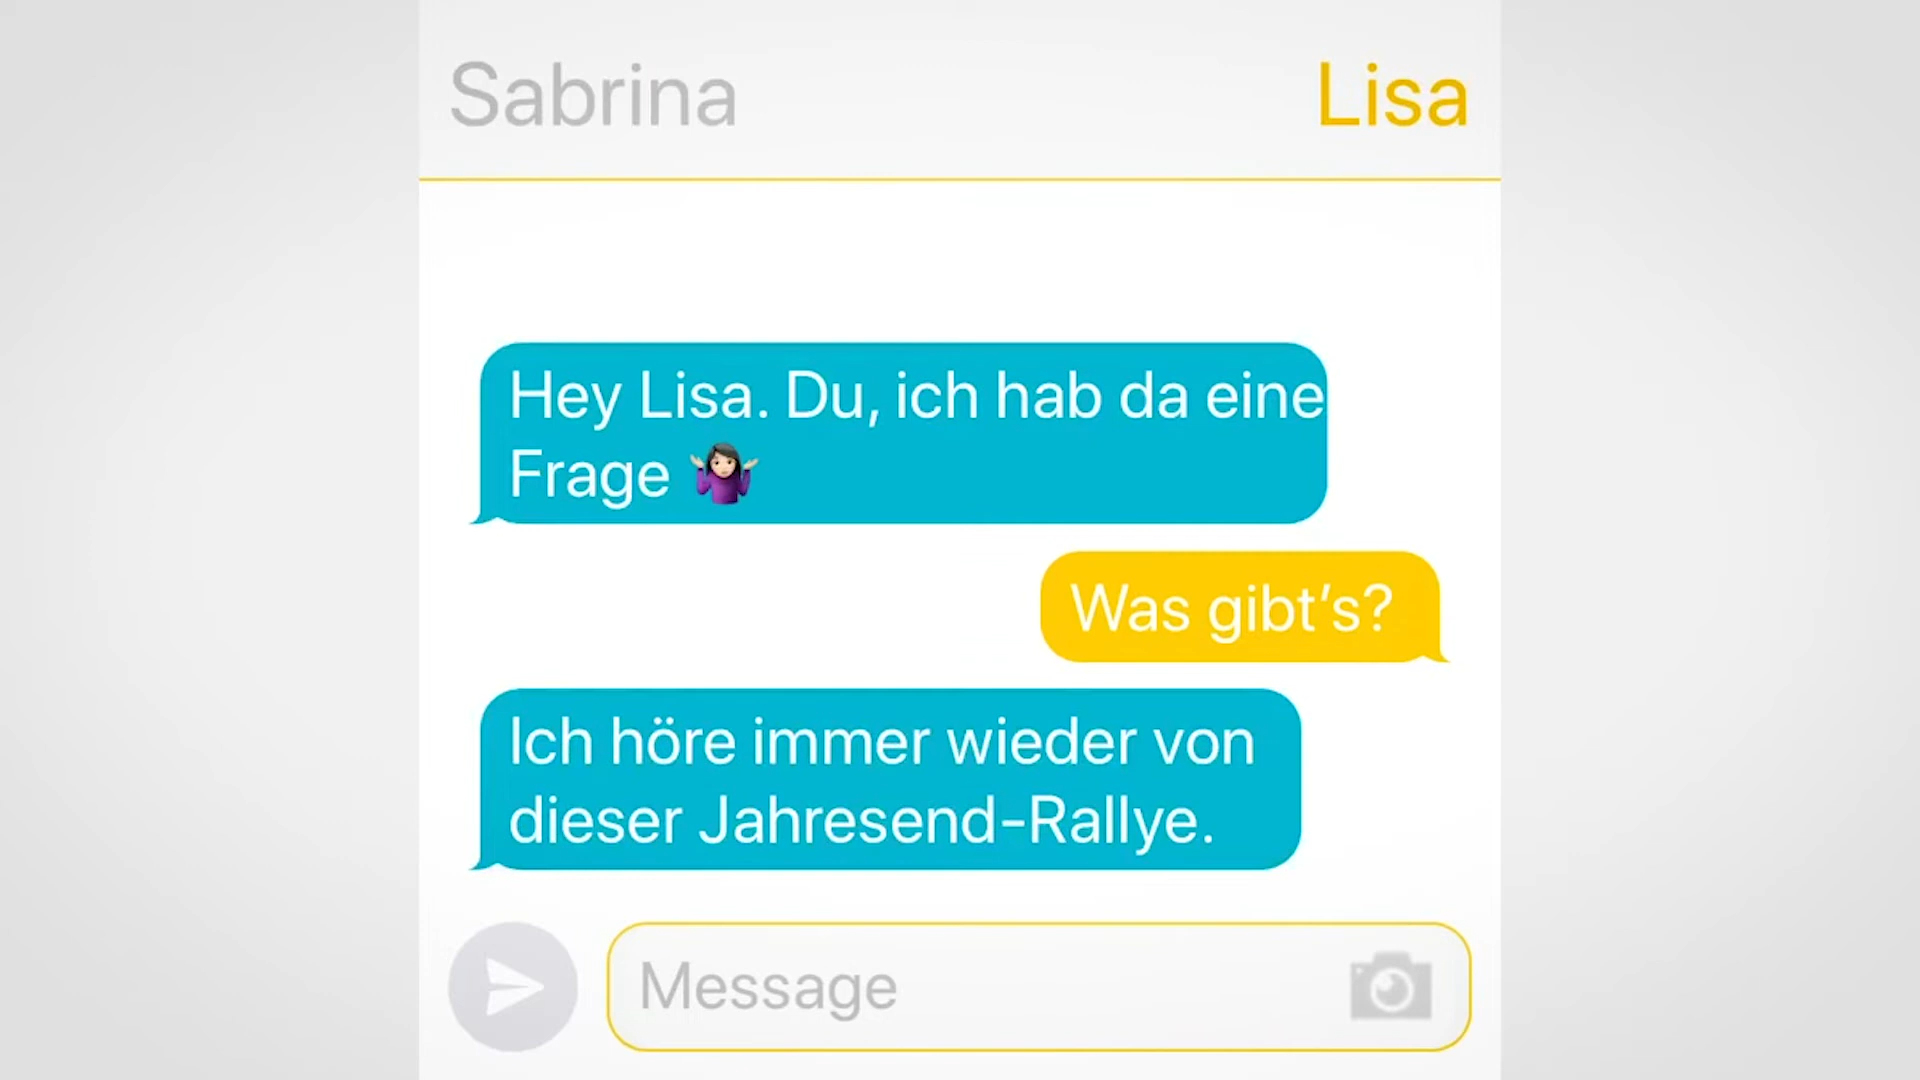 Sabrina Lisa
Hey Lisa. Du, ich hab da eine
Frage 🤷🏻‍♀️
Was gibt’s?
Ich höre immer wieder von
dieser Jahresend-Rallye.
Message